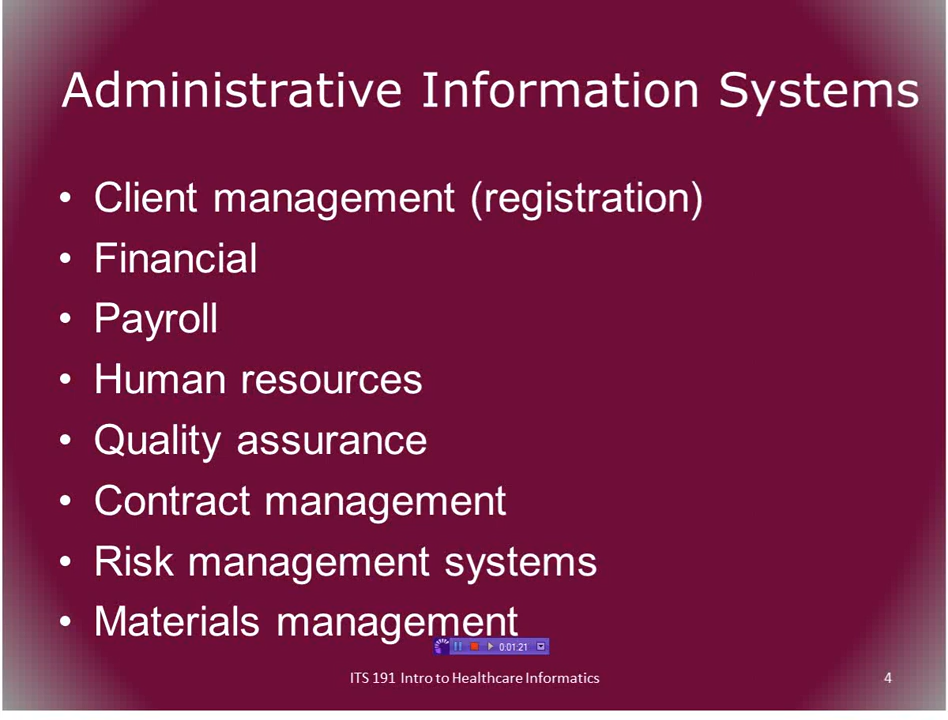 Administrative Information Systems
• Client management (registration)
• Financial
• Payroll
• Human resources
• Quality assurance
• Contract management
• Risk management systems
• Materials management
0:01:21
ITS 191 Intro to Healthcare Informatics
4